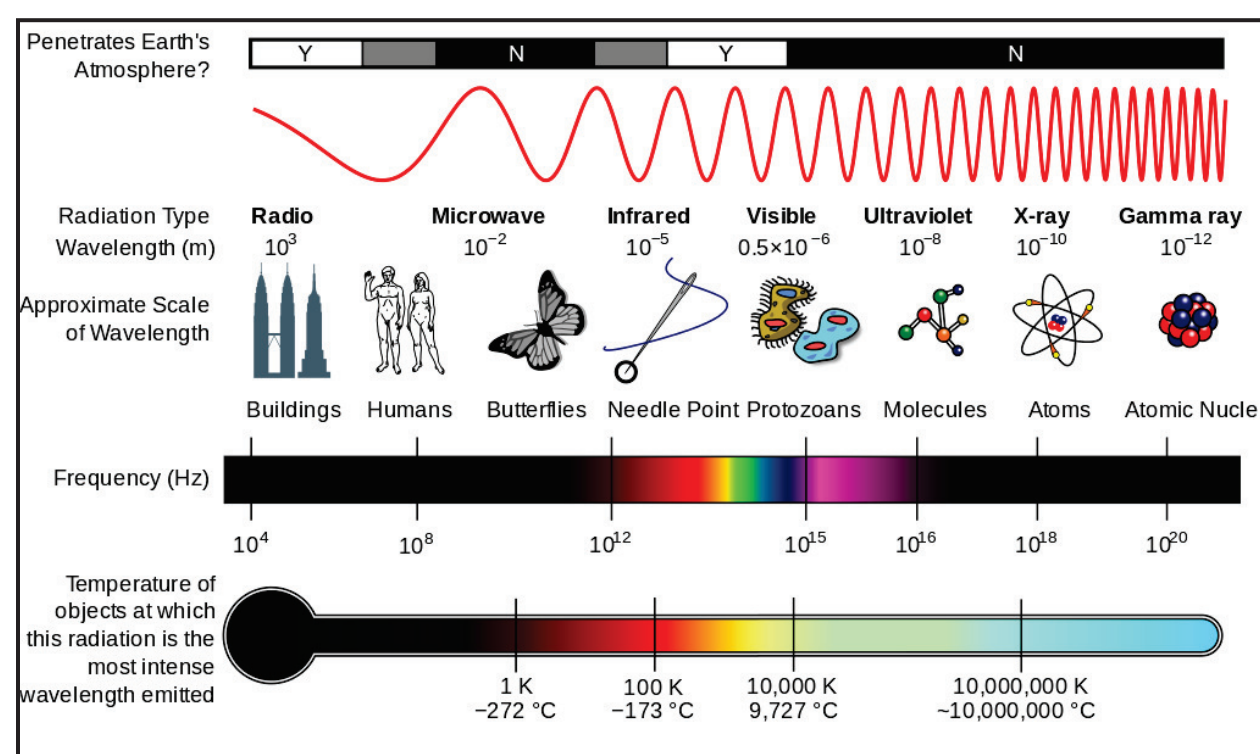 Penetrates Earth's
Atmosphere?
Y N Y N
Radiation Type Radio Microwave Infrared Visible Ultraviolet X-ray Gamma ray
Wavelength (m) 10³ 10⁻² 10⁻⁵ 0.5×10⁻⁶ 10⁻⁸ 10⁻¹⁰ 10⁻¹²
Approximate Scale
of Wavelength
Buildings Humans Butterflies Needle Point Protozoans Molecules Atoms Atomic Nucle
Frequency (Hz)
10⁴ 10⁸ 10¹² 10¹⁵ 10¹⁶ 10¹⁸ 10²⁰
Temperature of
objects at which
this radiation is the
most intense
wavelength emitted
1 K 100 K 10,000 K 10,000,000 K
−272 °C −173 °C 9,727 °C ~10,000,000 °C